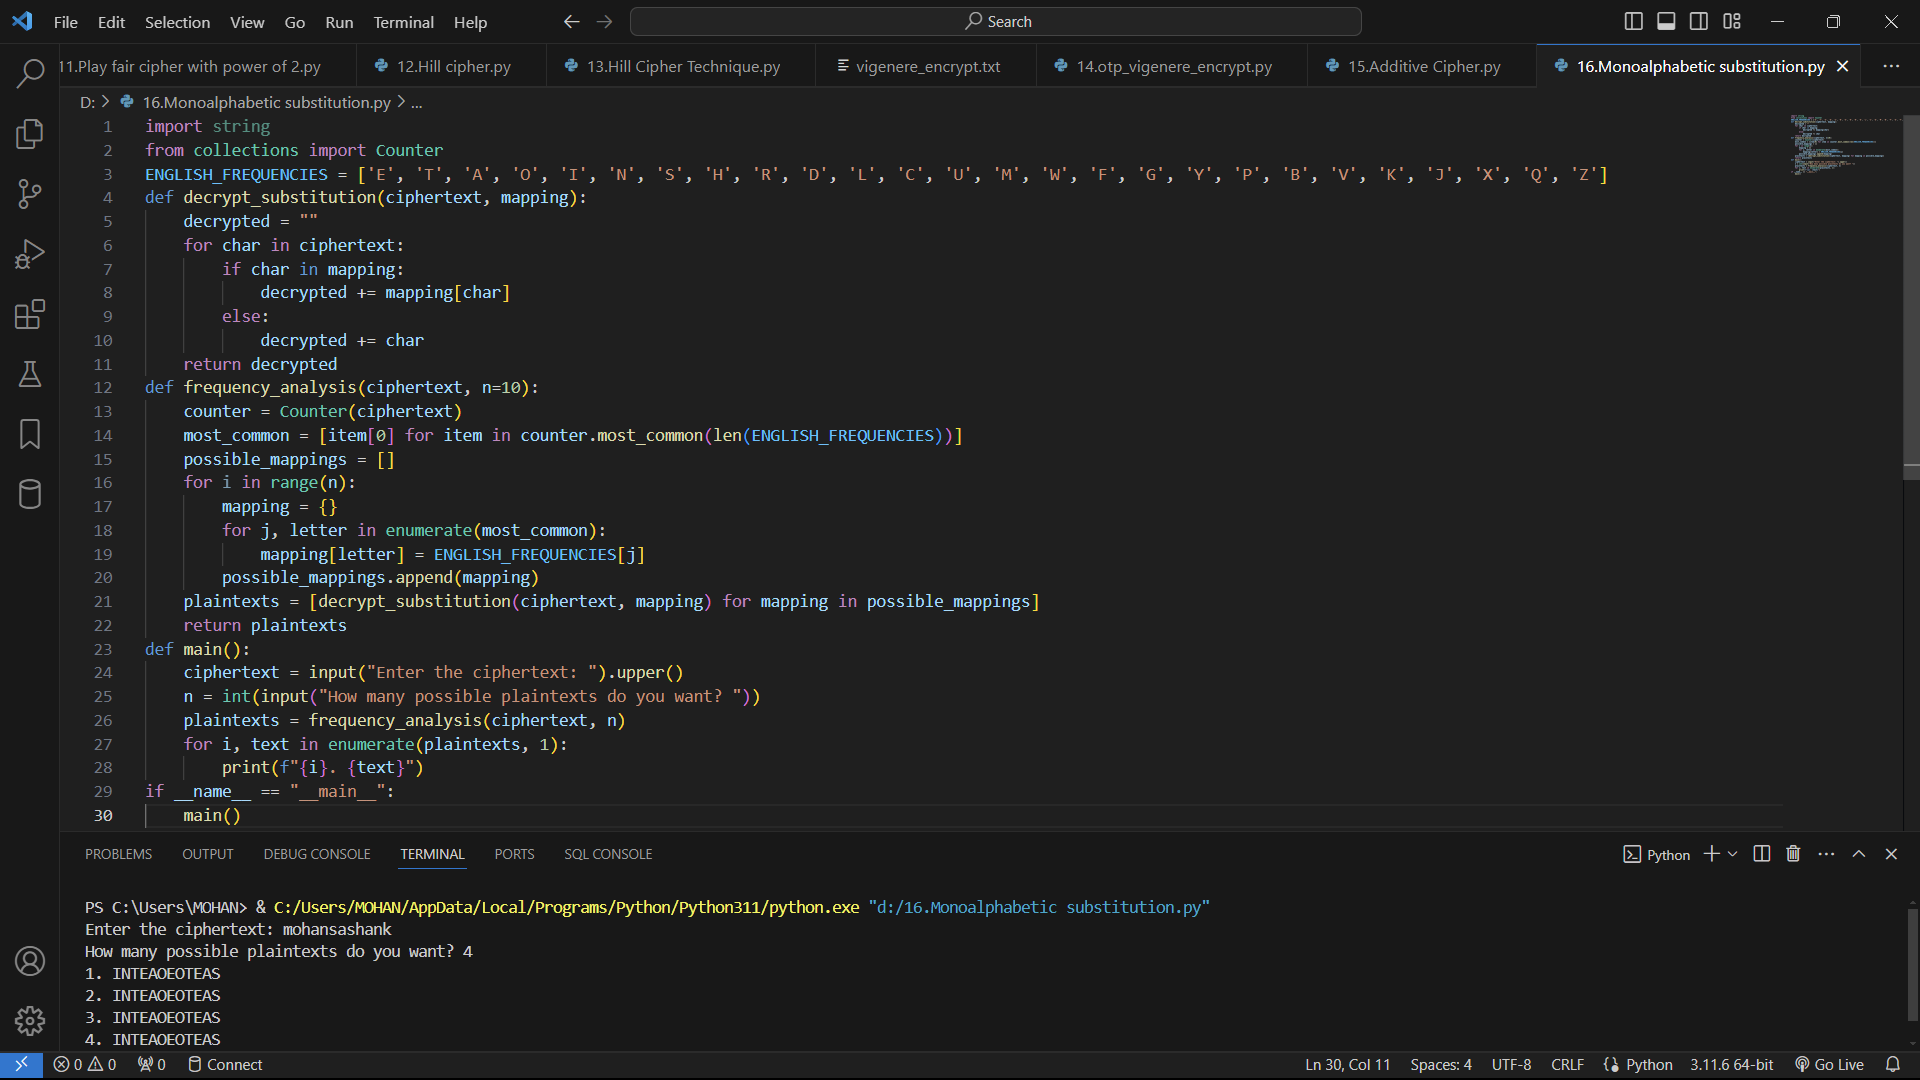 File Edit Selection View Go Run Terminal Help
Search
11.Play fair cipher with power of 2.py 12.Hill cipher.py 13.Hill Cipher Technique.py vigenere_encrypt.txt 14.otp_vigenere_encrypt.py 15.Additive Cipher.py 16.Monoalphabetic substitution.py
D: > 16.Monoalphabetic substitution.py > ...
1 import string
2 from collections import Counter
3 ENGLISH_FREQUENCIES = ['E', 'T', 'A', 'O', 'I', 'N', 'S', 'H', 'R', 'D', 'L', 'C', 'U', 'M', 'W', 'F', 'G', 'Y', 'P', 'B', 'V', 'K', 'J', 'X', 'Q', 'Z']
4 def decrypt_substitution(ciphertext, mapping):
5     decrypted = ""
6     for char in ciphertext:
7         if char in mapping:
8             decrypted += mapping[char]
9         else:
10             decrypted += char
11     return decrypted
12 def frequency_analysis(ciphertext, n=10):
13     counter = Counter(ciphertext)
14     most_common = [item[0] for item in counter.most_common(len(ENGLISH_FREQUENCIES))]
15     possible_mappings = []
16     for i in range(n):
17         mapping = {}
18         for j, letter in enumerate(most_common):
19             mapping[letter] = ENGLISH_FREQUENCIES[j]
20         possible_mappings.append(mapping)
21     plaintexts = [decrypt_substitution(ciphertext, mapping) for mapping in possible_mappings]
22     return plaintexts
23 def main():
24     ciphertext = input("Enter the ciphertext: ").upper()
25     n = int(input("How many possible plaintexts do you want? "))
26     plaintexts = frequency_analysis(ciphertext, n)
27     for i, text in enumerate(plaintexts, 1):
28         print(f"{i}. {text}")
29 if __name__ == "__main__":
30     main()
PROBLEMS OUTPUT DEBUG CONSOLE TERMINAL PORTS SQL CONSOLE
Python
PS C:\Users\MOHAN> & C:/Users/MOHAN/AppData/Local/Programs/Python/Python311/python.exe "d:/16.Monoalphabetic substitution.py"
Enter the ciphertext: mohansashank
How many possible plaintexts do you want? 4
1. INTEAOEOTEAS
2. INTEAOEOTEAS
3. INTEAOEOTEAS
4. INTEAOEOTEAS
0 0 0 Connect Ln 30, Col 11 Spaces: 4 UTF-8 CRLF Python 3.11.6 64-bit Go Live